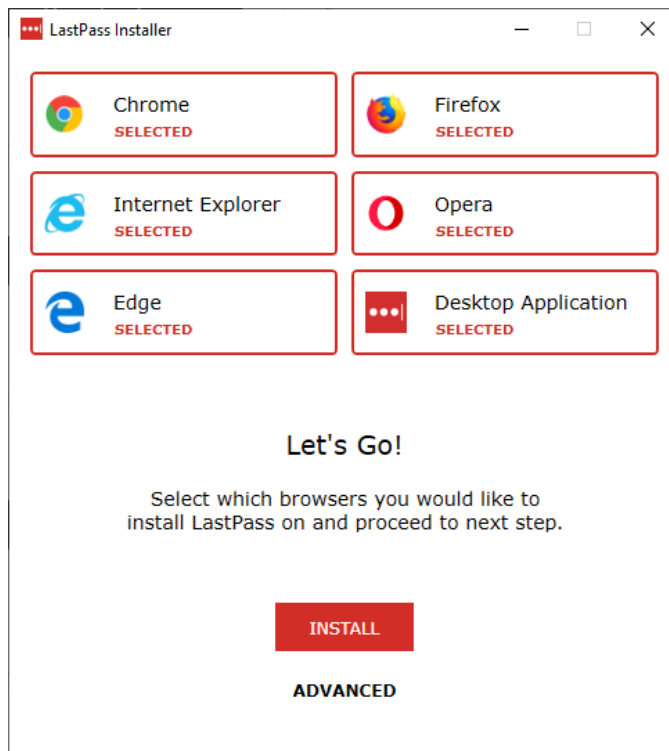 LastPass Installer
Chrome
SELECTED
Firefox
SELECTED
Internet Explorer
SELECTED
Opera
SELECTED
Edge
SELECTED
Desktop Application
SELECTED
Let's Go!
Select which browsers you would like to
install LastPass on and proceed to next step.
INSTALL
ADVANCED